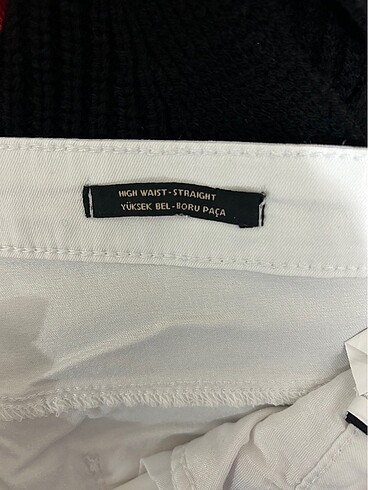 HIGH WAIST-STRAIGHT
YÜKSEK BEL-BORU PAÇA